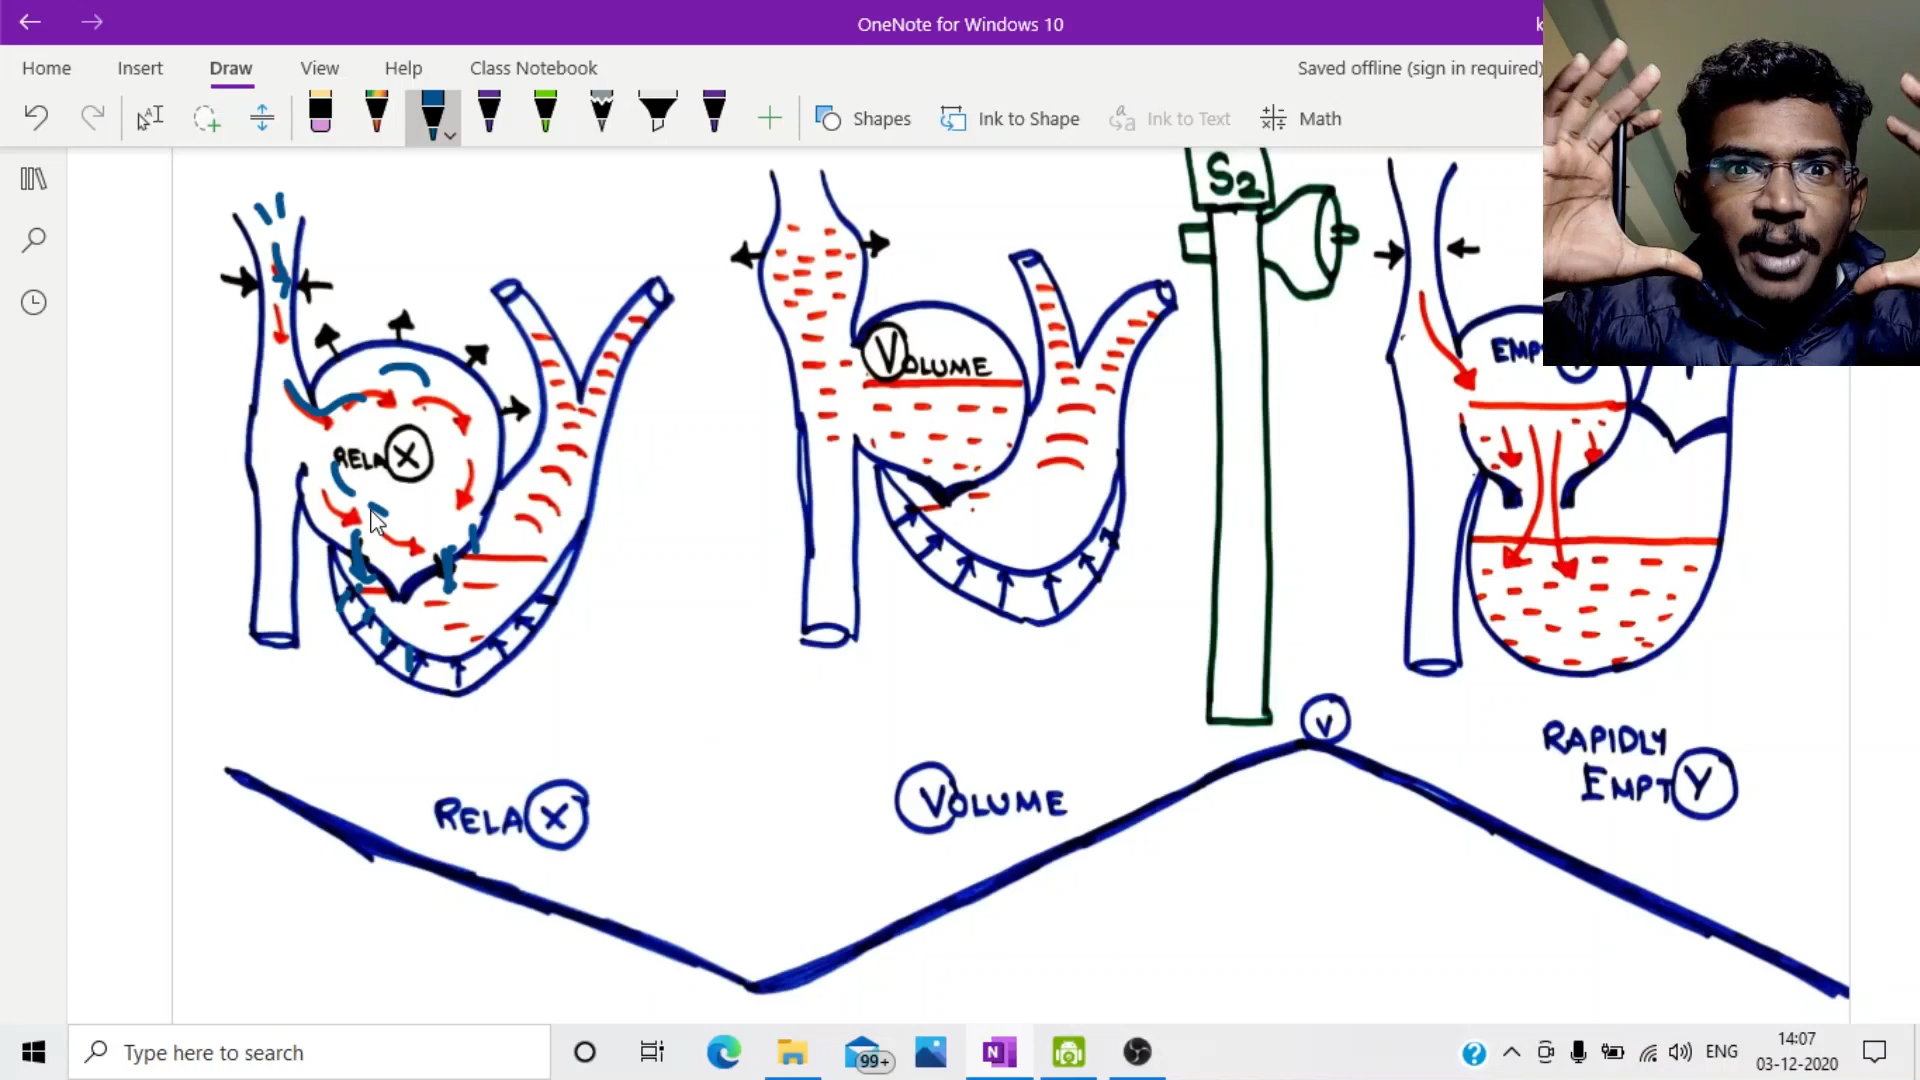 OneNote for Windows 10
k
Home Insert Draw View Help Class Notebook
Saved offline (sign in required)
Shapes Ink to Shape Ink to Text Math
S2
VOLUME
EMP
RELAX
RELAX
VOLUME
V
RAPIDLY
EMPTY
Type here to search
99+
N
ENG
14:07
03-12-2020